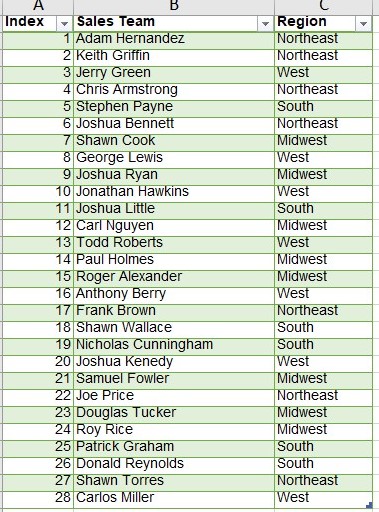 A B C
Index Sales Team Region
1 Adam Hernandez Northeast
2 Keith Griffin Northeast
3 Jerry Green West
4 Chris Armstrong Northeast
5 Stephen Payne South
6 Joshua Bennett Northeast
7 Shawn Cook Midwest
8 George Lewis West
9 Joshua Ryan Midwest
10 Jonathan Hawkins West
11 Joshua Little South
12 Carl Nguyen Midwest
13 Todd Roberts West
14 Paul Holmes Midwest
15 Roger Alexander Midwest
16 Anthony Berry West
17 Frank Brown Northeast
18 Shawn Wallace South
19 Nicholas Cunningham South
20 Joshua Kenedy West
21 Samuel Fowler Midwest
22 Joe Price Northeast
23 Douglas Tucker Midwest
24 Roy Rice Midwest
25 Patrick Graham South
26 Donald Reynolds South
27 Shawn Torres Northeast
28 Carlos Miller West